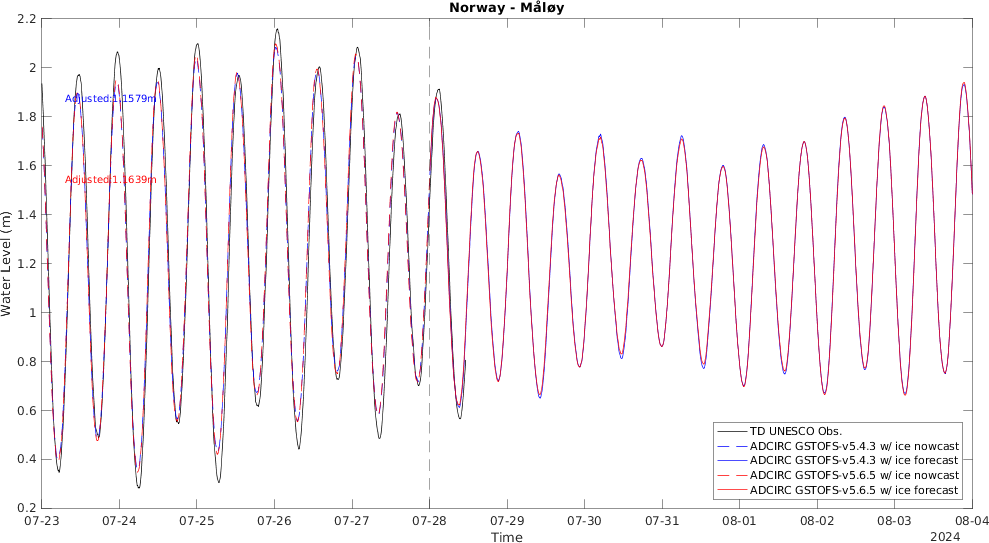 Norway - Måløy
2.2
2
1.8
1.6
1.4
1.2
1
0.8
0.6
0.4
0.2
Water Level (m)
Adjusted:1.1579m
Adjusted:1.1639m
TD UNESCO Obs.
ADCIRC GSTOFS-v5.4.3 w/ ice nowcast
ADCIRC GSTOFS-v5.4.3 w/ ice forecast
ADCIRC GSTOFS-v5.6.5 w/ ice nowcast
ADCIRC GSTOFS-v5.6.5 w/ ice forecast
07-23 07-24 07-25 07-26 07-27 07-28 07-29 07-30 07-31 08-01 08-02 08-03 08-04
Time
2024